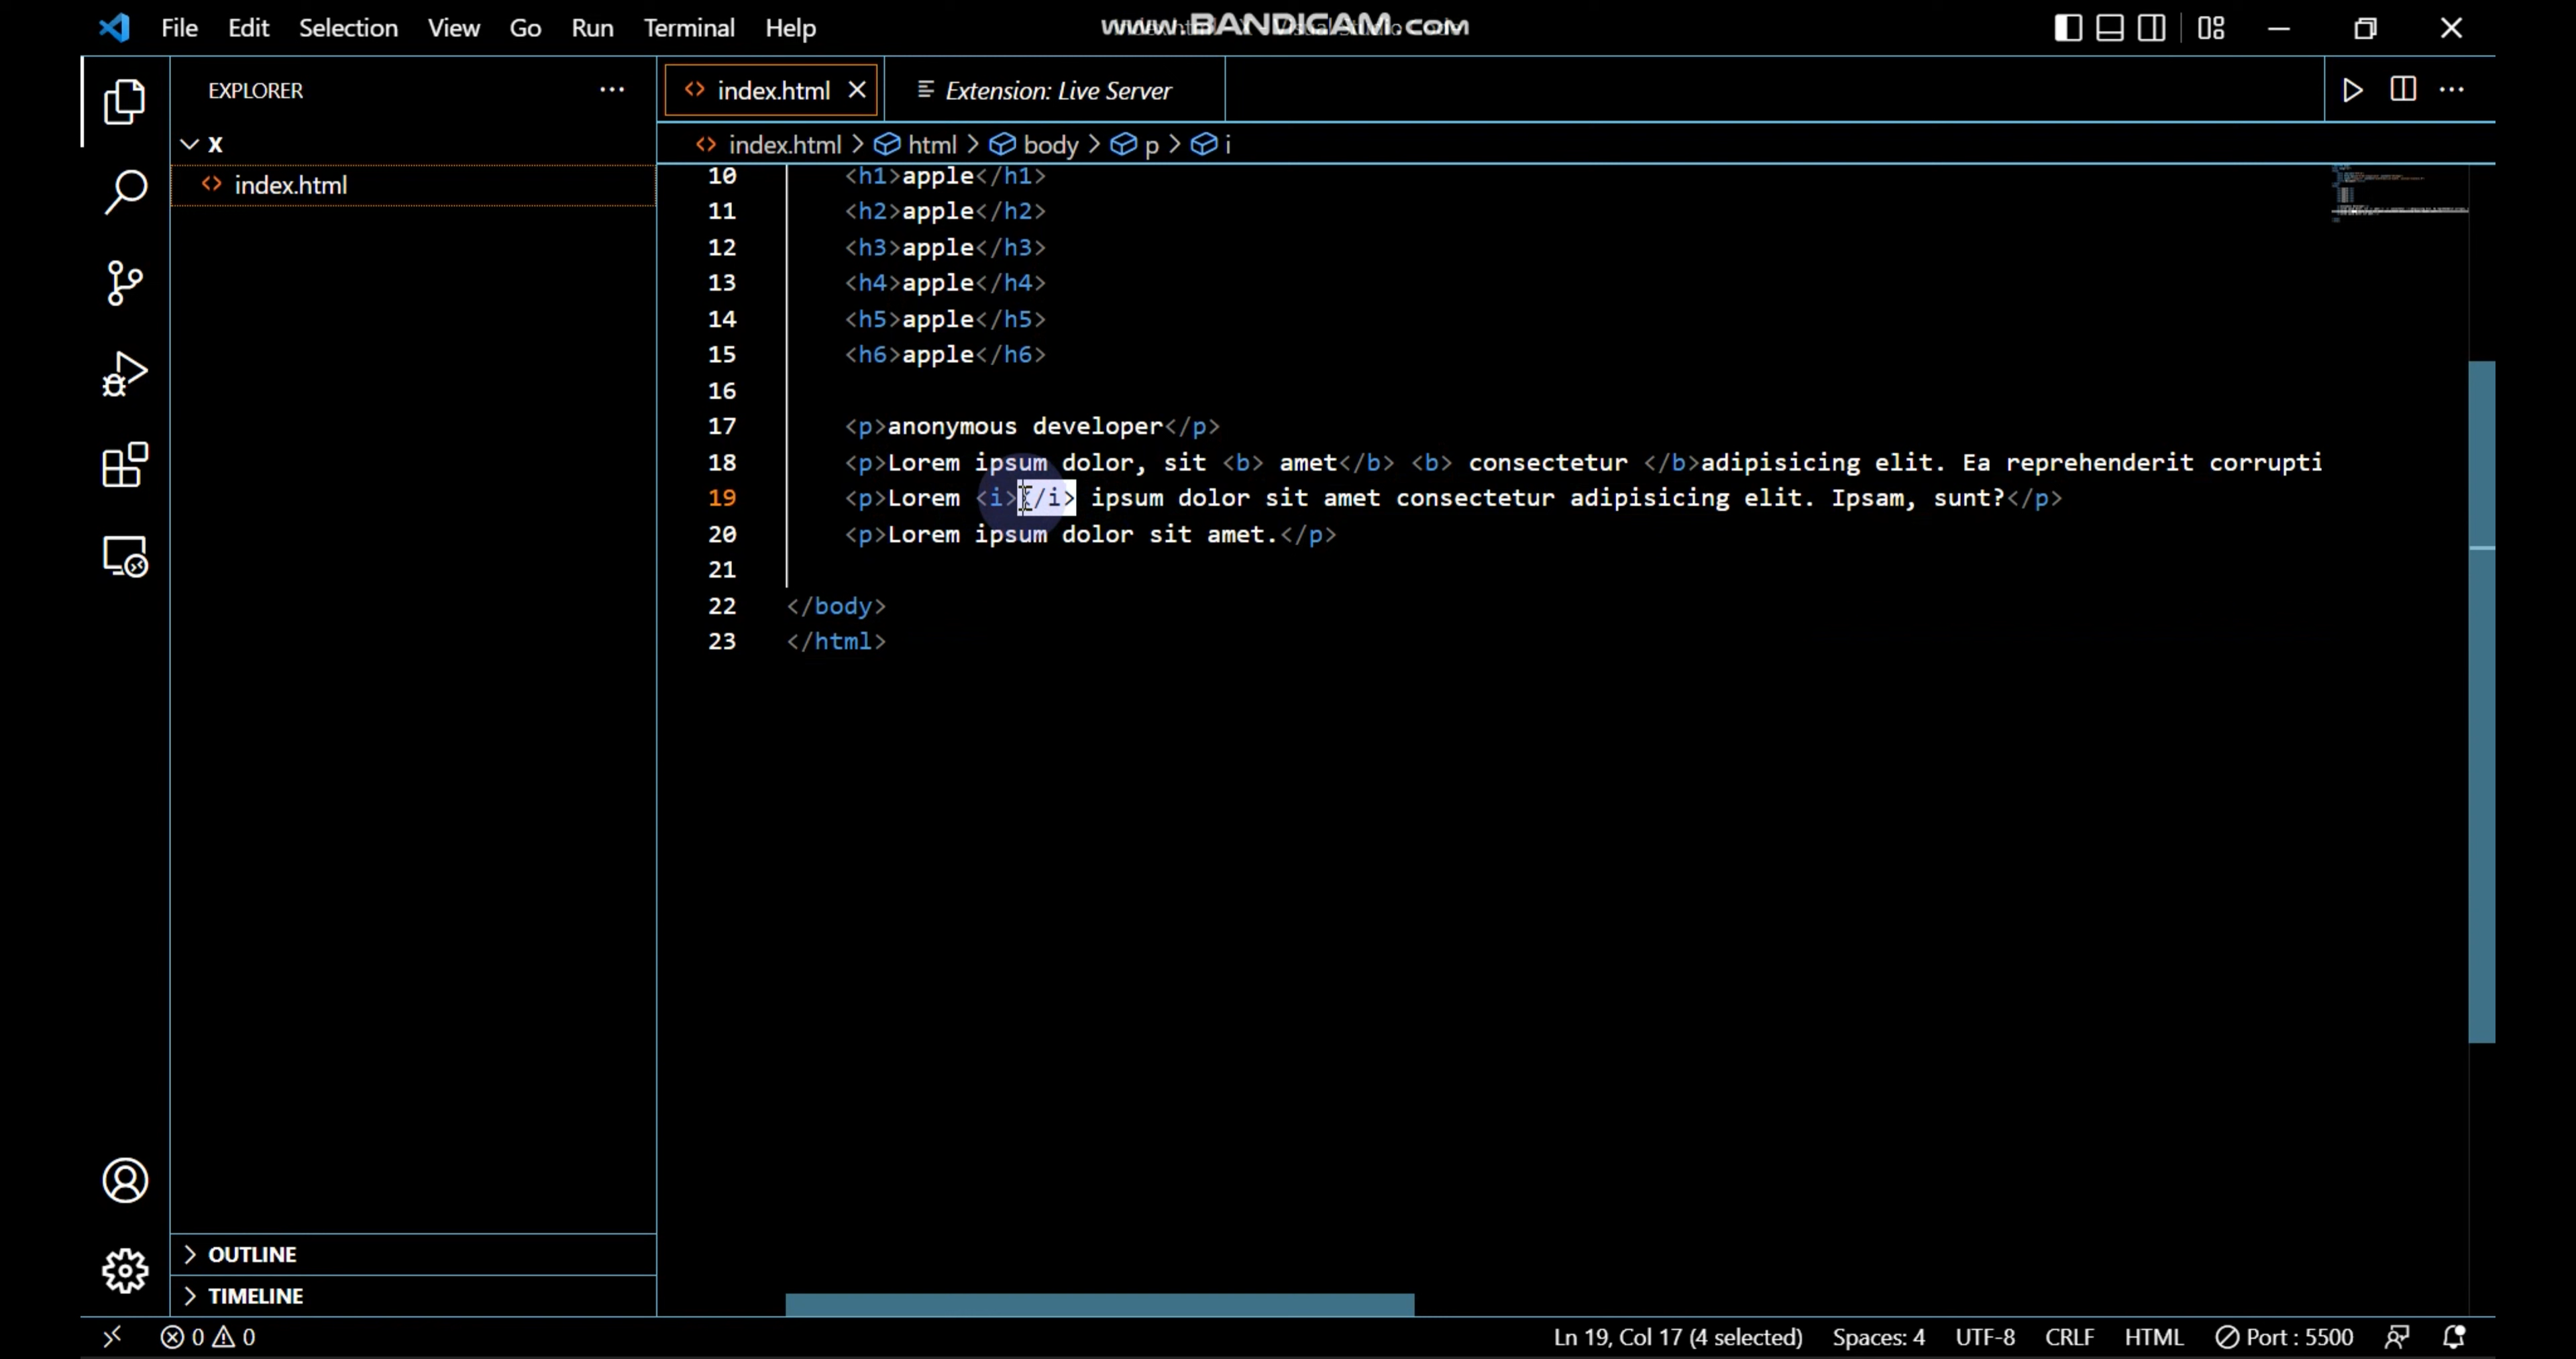 File Edit Selection View Go Run Terminal Help
www.BANDICAM.com
EXPLORER
X
index.html
index.html
Extension: Live Server
index.html > html > body > p > i
10 <h1>apple</h1>
11 <h2>apple</h2>
12 <h3>apple</h3>
13 <h4>apple</h4>
14 <h5>apple</h5>
15 <h6>apple</h6>
16
17 <p>anonymous developer</p>
18 <p>Lorem ipsum dolor, sit <b> amet</b> <b> consectetur </b>adipisicing elit. Ea reprehenderit corrupti
19 <p>Lorem <i></i> ipsum dolor sit amet consectetur adipisicing elit. Ipsam, sunt?</p>
20 <p>Lorem ipsum dolor sit amet.</p>
21
22 </body>
23 </html>
OUTLINE
TIMELINE
0 0
Ln 19, Col 17 (4 selected) Spaces: 4 UTF-8 CRLF HTML Port : 5500